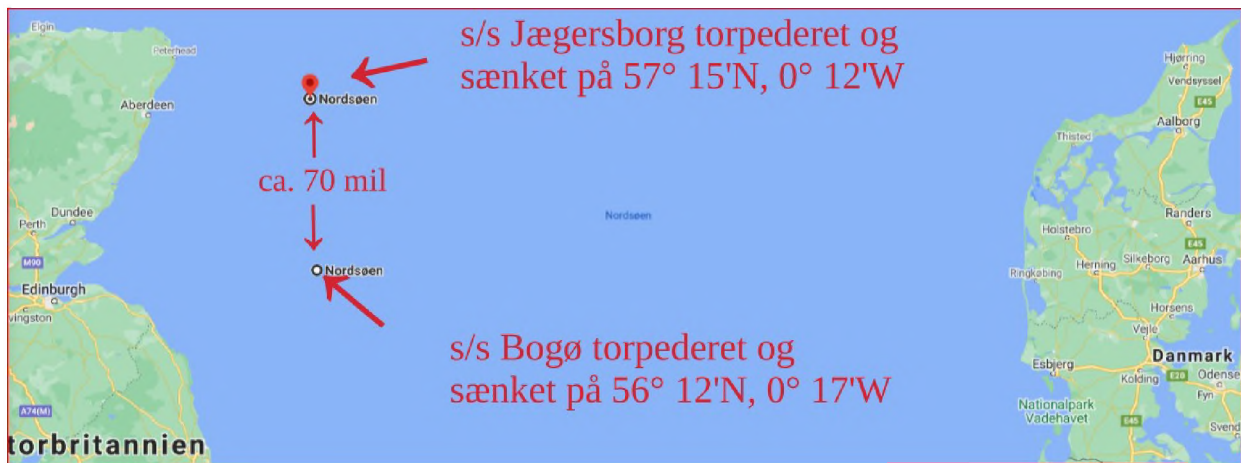 s/s Jægersborg torpederet og
sænket på 57° 15'N, 0° 12'W
Elgin
Peterhead
Aberdeen
Nordsøen
ca. 70 mil
Nordsøen
Nordsøen
s/s Bogø torpederet og
sænket på 56° 12'N, 0° 17'W
Dundee
Perth
M90
Edinburgh
vingston
A74(M)
torbritannien
Hjørring
Vendsyssel
E45
Aalborg
Thisted
Randers
Holstebro
E45
Herning
Silkeborg
Aarhus
Ringkøbing
Horsens
Vejle
Esbjerg
Danmark
Kolding
E20
Odense
Fyn
Nationalpark
Vadehavet
E45
Svend